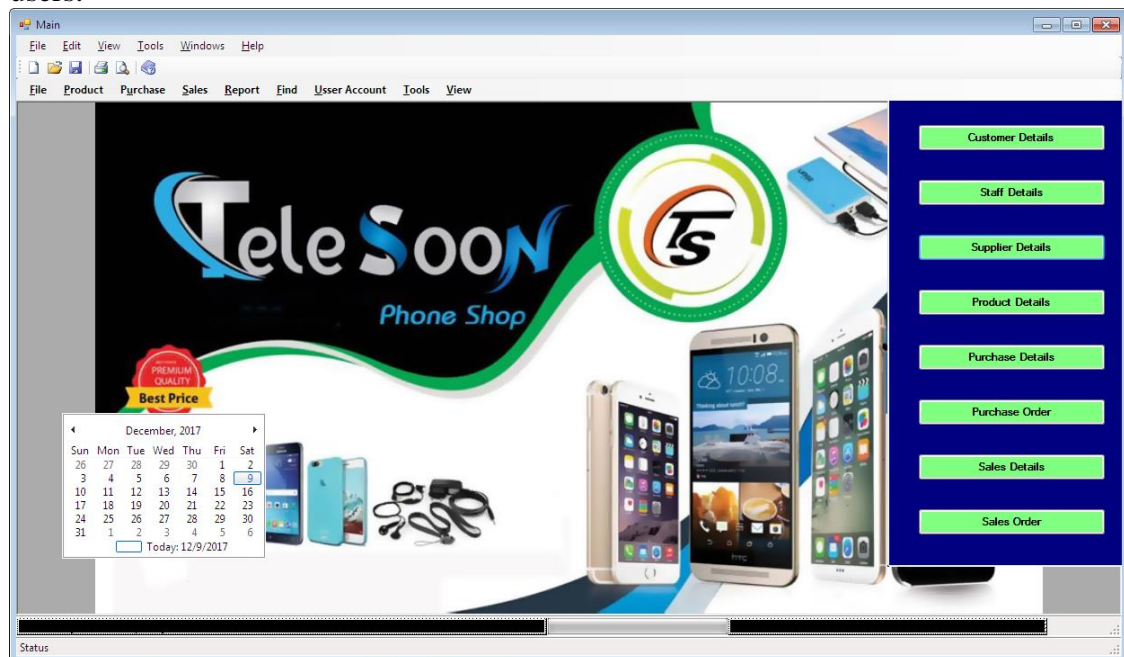 users.
Main
File Edit View Tools Windows Help
File Product Purchase Sales Report Find Usser Account Tools View
Tele Soon
Phone Shop
TS
PREMIUM
QUALITY
Best Price
Customer Details
Staff Details
Supplier Details
Product Details
Purchase Details
Purchase Order
Sales Details
Sales Order
December, 2017
Sun Mon Tue Wed Thu Fri Sat
26 27 28 29 30 1 2
3 4 5 6 7 8 9
10 11 12 13 14 15 16
17 18 19 20 21 22 23
24 25 26 27 28 29 30
31 1 2 3 4 5 6
Today: 12/9/2017
10:08
hTC
Status